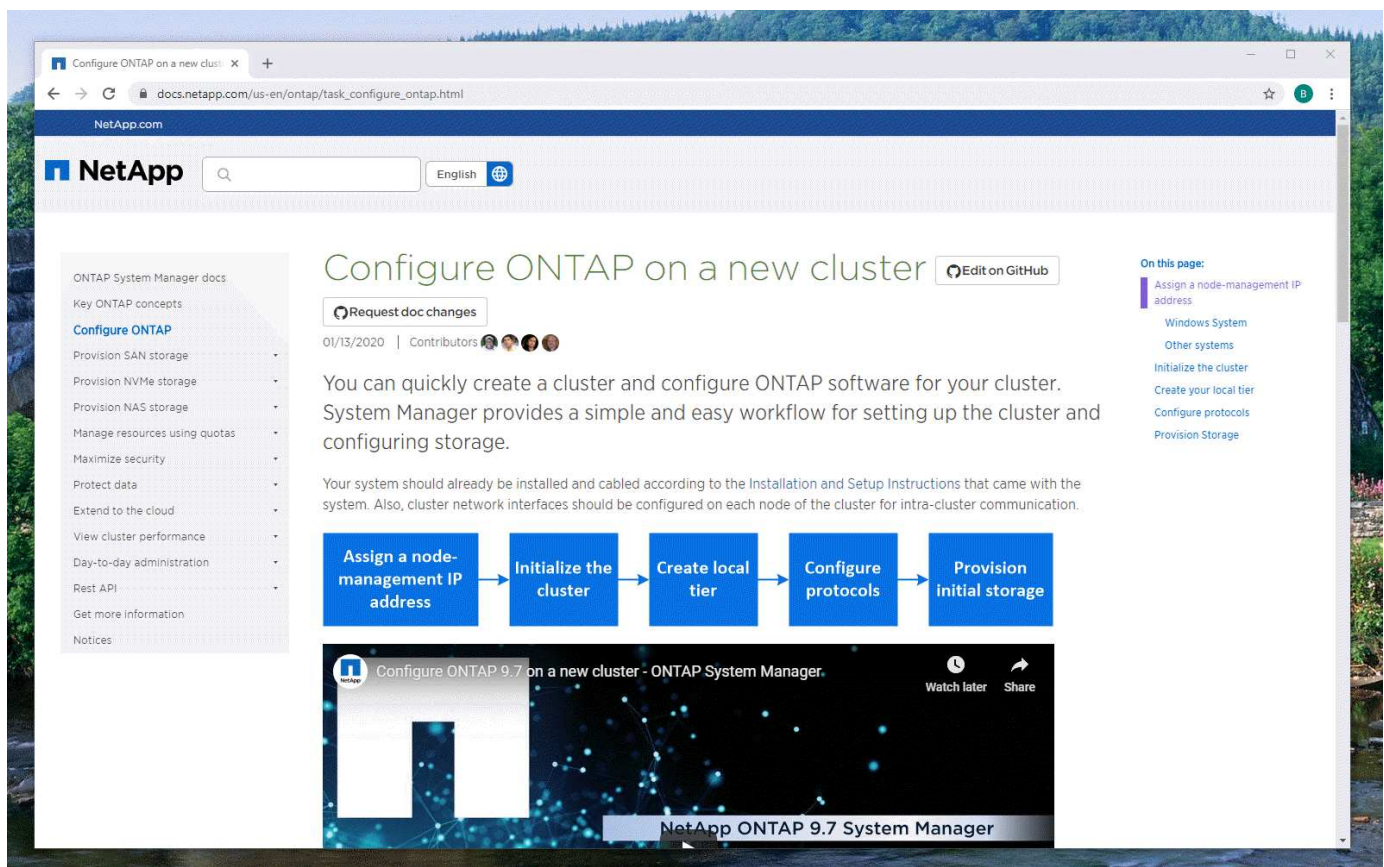 Configure ONTAP on a new clust
docs.netapp.com/us-en/ontap/task_configure_ontap.html
B
NetApp.com
NetApp
English
ONTAP System Manager docs
Key ONTAP concepts
Configure ONTAP
Provision SAN storage
Provision NVMe storage
Provision NAS storage
Manage resources using quotas
Maximize security
Protect data
Extend to the cloud
View cluster performance
Day-to-day administration
Rest API
Get more information
Notices
Configure ONTAP on a new cluster
Edit on GitHub
Request doc changes
01/13/2020 | Contributors
You can quickly create a cluster and configure ONTAP software for your cluster.
System Manager provides a simple and easy workflow for setting up the cluster and
configuring storage.
Your system should already be installed and cabled according to the Installation and Setup Instructions that came with the
system. Also, cluster network interfaces should be configured on each node of the cluster for intra-cluster communication.
Assign a node-
management IP
address
Initialize the
cluster
Create local
tier
Configure
protocols
Provision
initial storage
NetApp
Configure ONTAP 9.7 on a new cluster - ONTAP System Manager
Watch later
Share
NetApp ONTAP 9.7 System Manager
On this page:
Assign a node-management IP
address
Windows System
Other systems
Initialize the cluster
Create your local tier
Configure protocols
Provision Storage